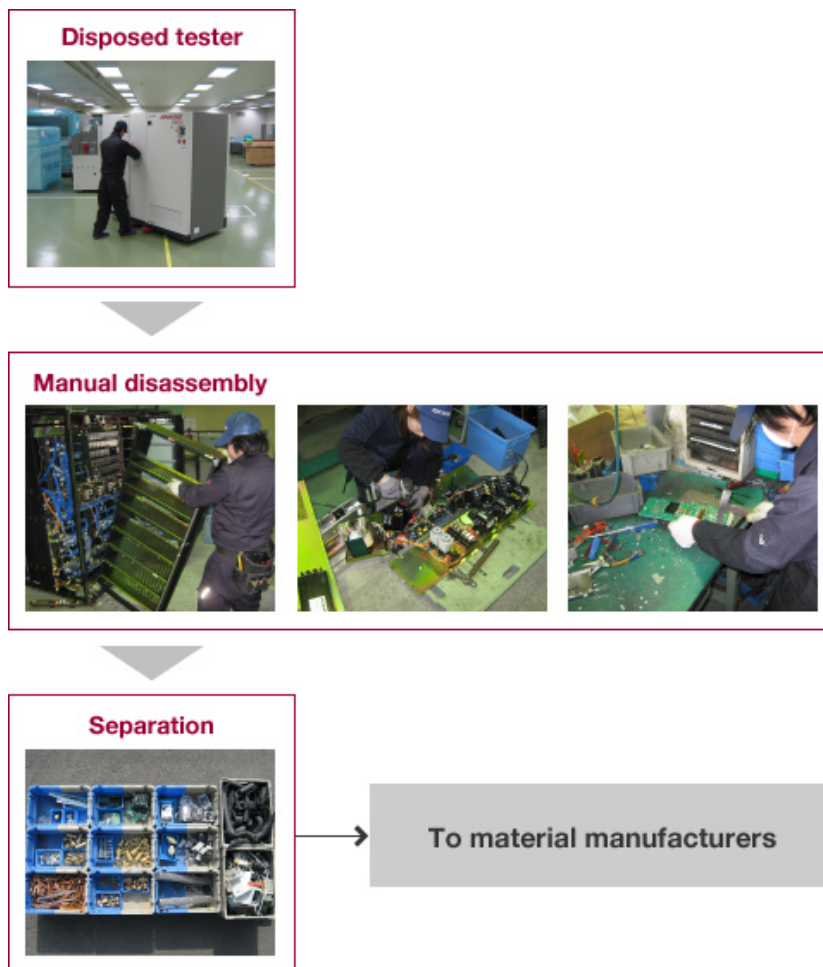 Disposed tester
Manual disassembly
Separation
To material manufacturers